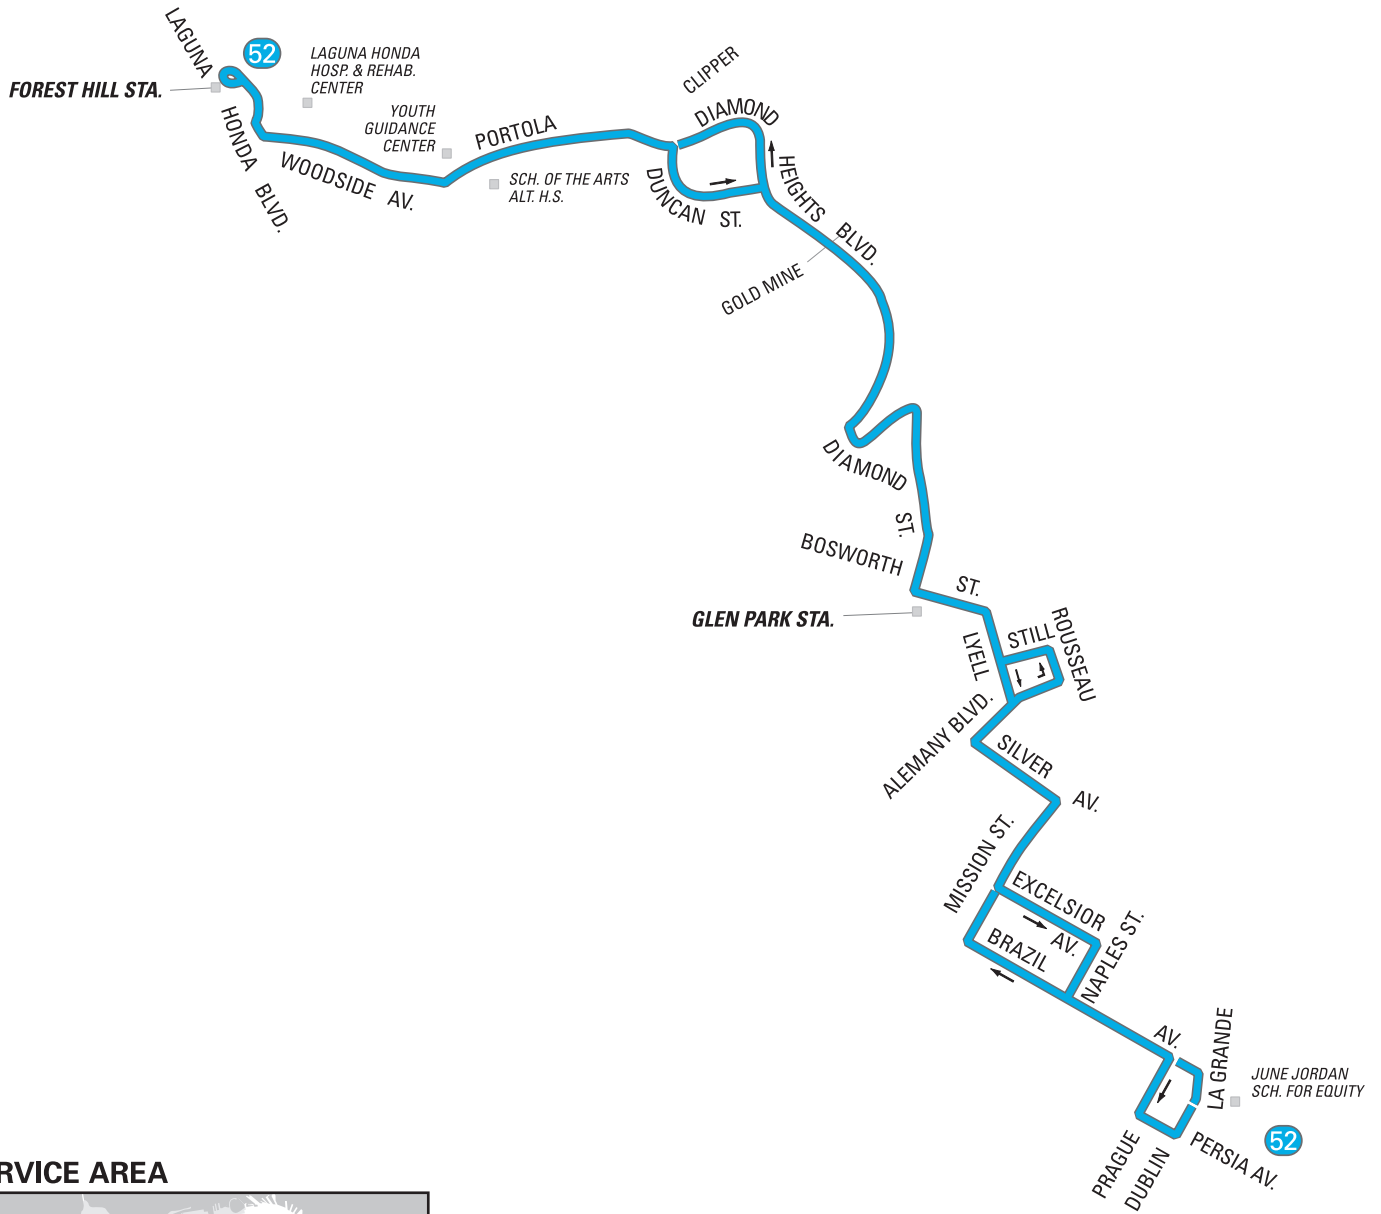 LAGUNA
HONDA BLVD.
52
FOREST HILL STA.
LAGUNA HONDA
HOSP. & REHAB.
CENTER
YOUTH
GUIDANCE
CENTER
WOODSIDE AV.
PORTOLA
SCH. OF THE ARTS
ALT. H.S.
CLIPPER
DIAMOND
HEIGHTS
BLVD.
DUNCAN ST.
GOLD MINE
DIAMOND
ST.
BOSWORTH
ST.
GLEN PARK STA.
LYELL
STILL
ROUSSEAU
ALEMANY BLVD.
SILVER
AV.
MISSION ST.
EXCELSIOR
AV.
BRAZIL
AV.
NAPLES ST.
LA GRANDE
JUNE JORDAN
SCH. FOR EQUITY
52
PERSIA AV.
PRAGUE
DUBLIN
RVICE AREA